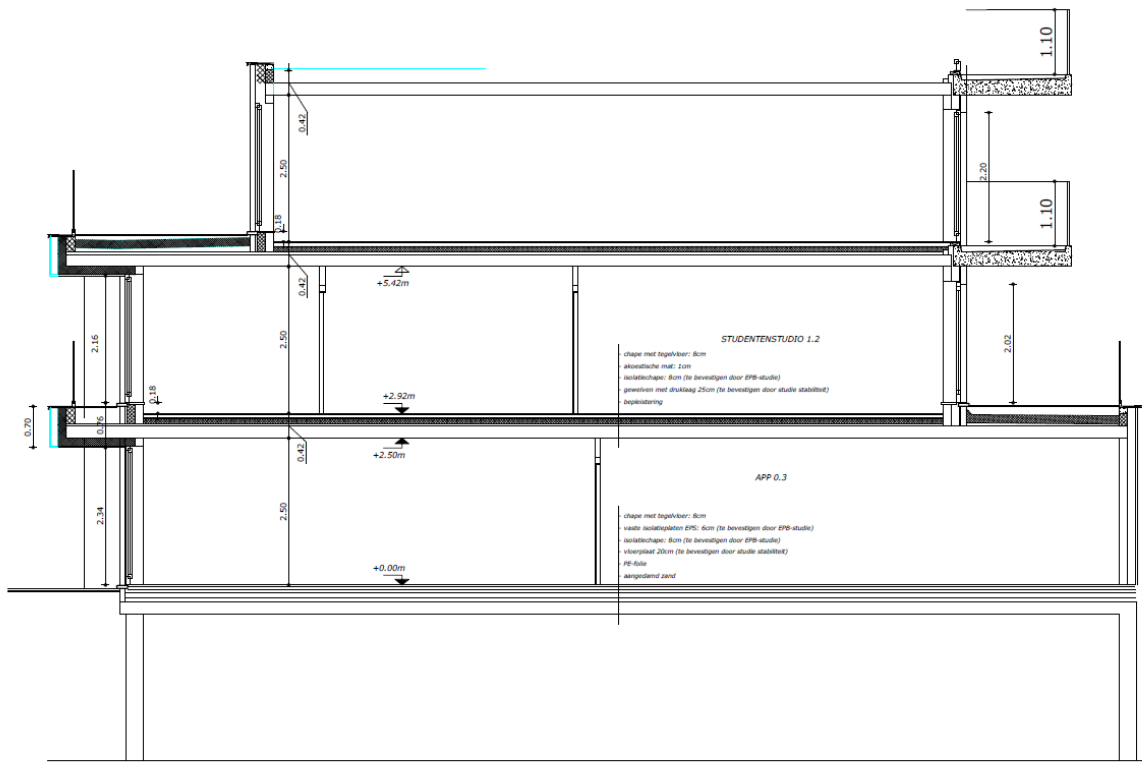 1.10
0.42
2.50
2.20
0.18
1.10
0.42
+5.42m
2.16
2.50
2.02
STUDENTENSTUDIO 1.2
chape met tegelvloer: 8cm
akoestische mat: 1cm
isolatiechape: 8cm (te bevestigen door EPB-studie)
gewelven met druklaag 25cm (te bevestigen door studie stabiliteit)
bepleistering
0.18
+2.92m
0.70
0.26
0.42
+2.50m
APP 0.3
2.34
2.50
chape met tegelvloer: 8cm
vaste isolatieplaten EPS: 6cm (te bevestigen door EPB-studie)
isolatiechape: 8cm (te bevestigen door EPB-studie)
vloerplaat 20cm (te bevestigen door studie stabiliteit)
PE-folie
aangedamd zand
+0.00m